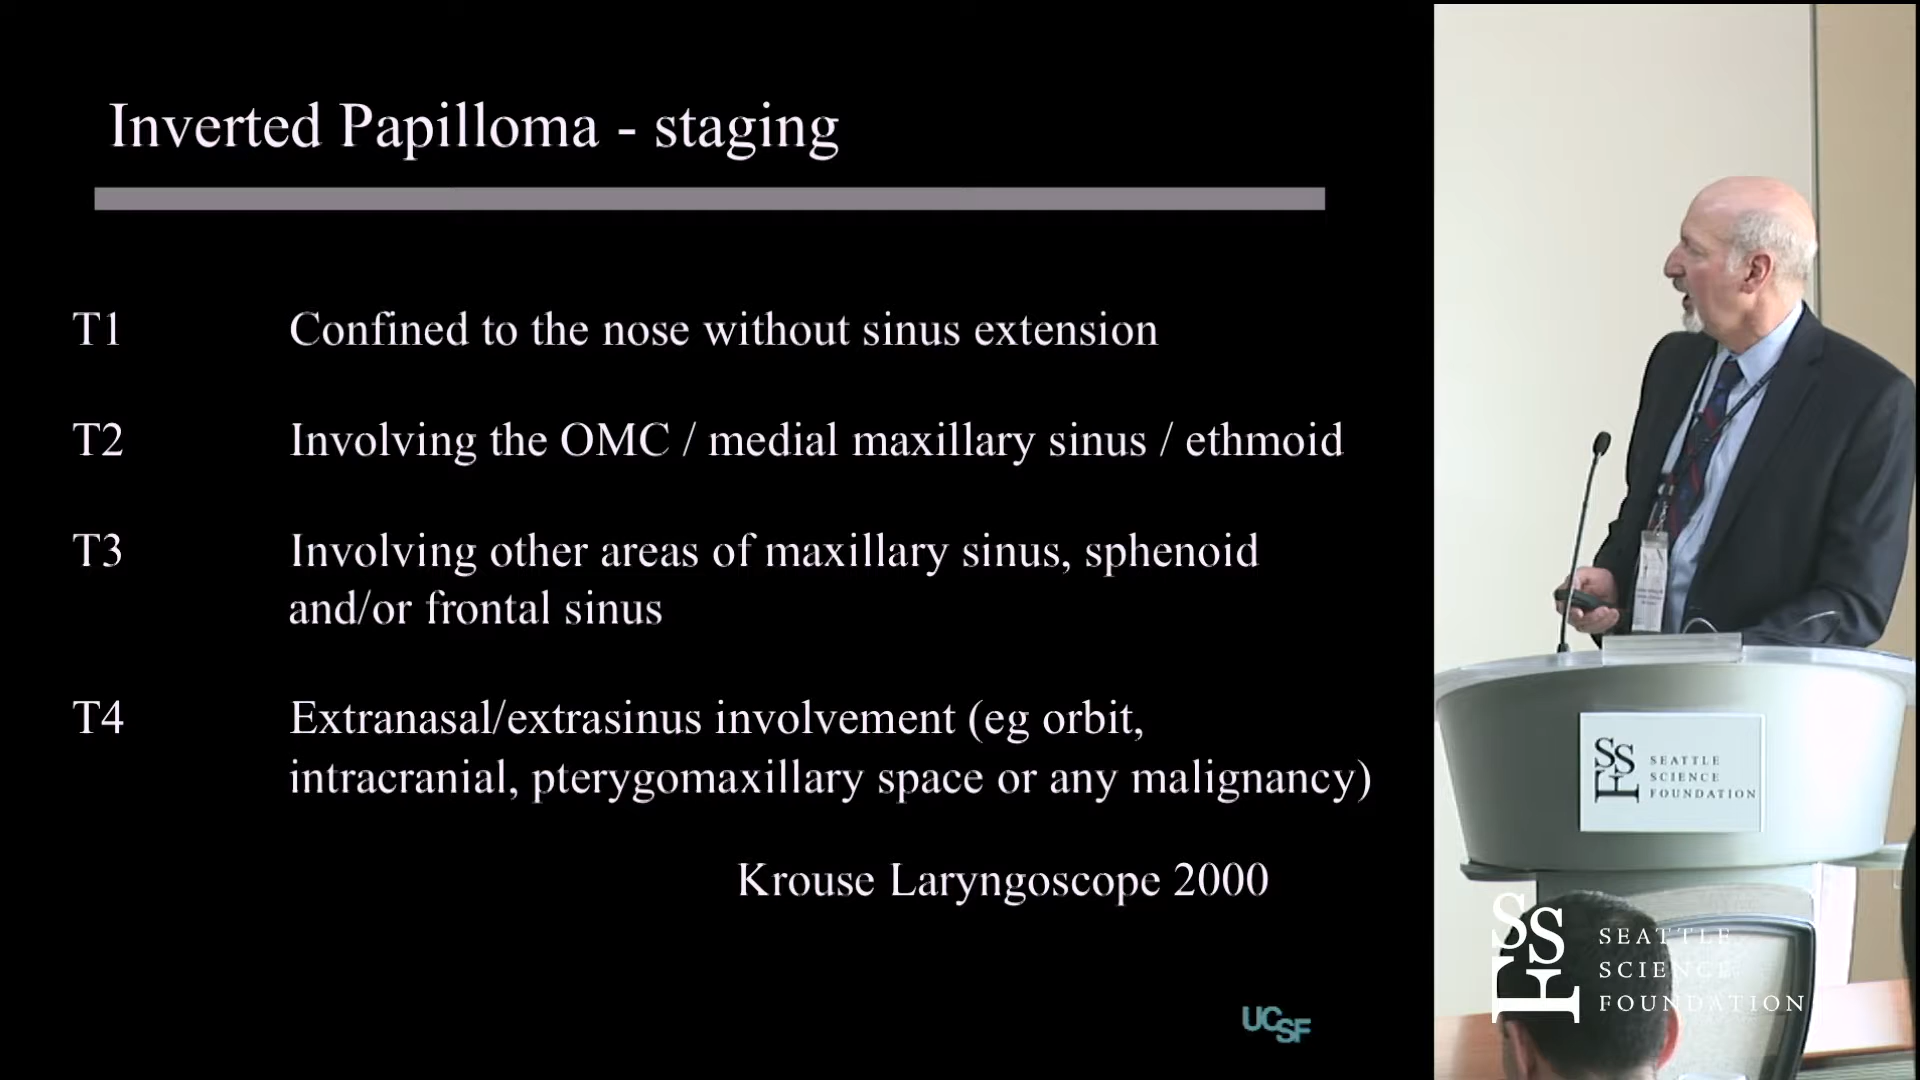 Inverted Papilloma - staging
T1 Confined to the nose without sinus extension
T2 Involving the OMC / medial maxillary sinus / ethmoid
T3 Involving other areas of maxillary sinus, sphenoid
and/or frontal sinus
T4 Extranasal/extrasinus involvement (eg orbit,
intracranial, pterygomaxillary space or any malignancy)
Krouse Laryngoscope 2000
UCSF
SSF
SEATTLE
SCIENCE
FOUNDATION
SSF
SEATTLE
SCIENCE
FOUNDATION